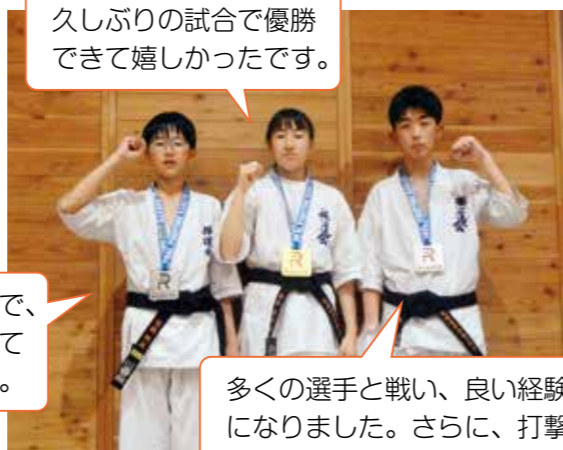 久しぶりの試合で優勝
できて嬉しかったです。
で、
て
。
多くの選手と戦い、良い経験
になりました。さらに、打撃
R
R
R